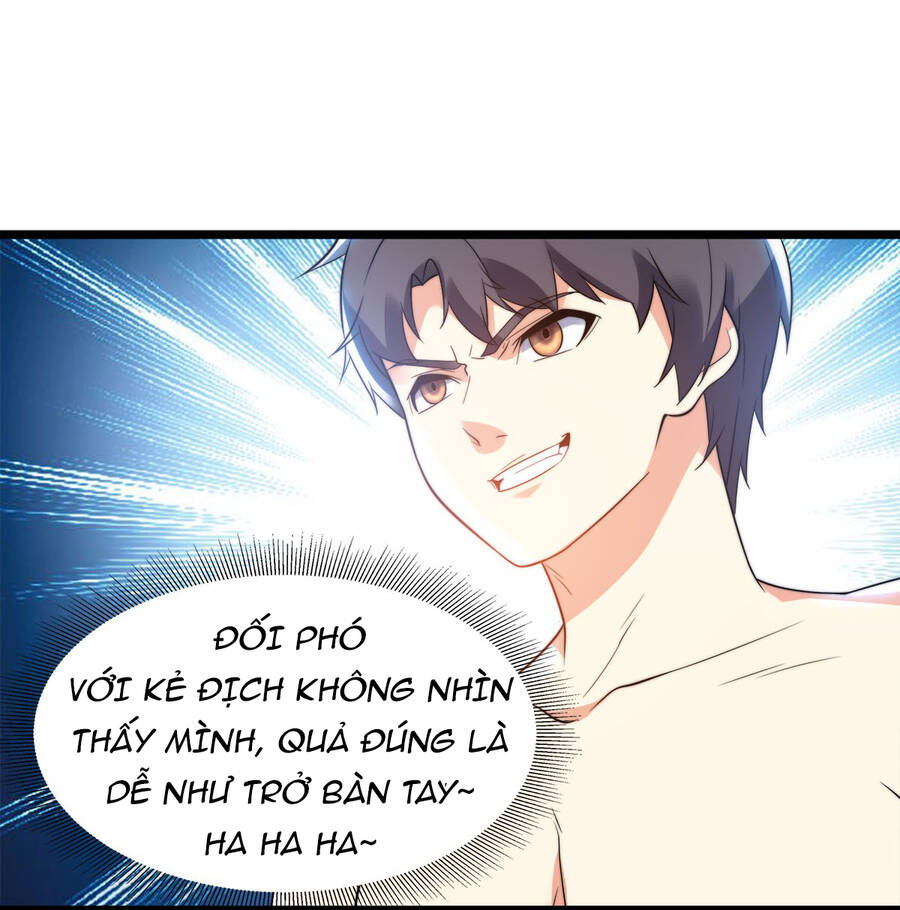 ĐỐI PHÓ
VỚI KẺ ĐỊCH KHÔNG NHÌN
THẤY MÌNH, QUẢ ĐÚNG LÀ
DỄ NHƯ TRỞ BÀN TAY~
HA HA HA~